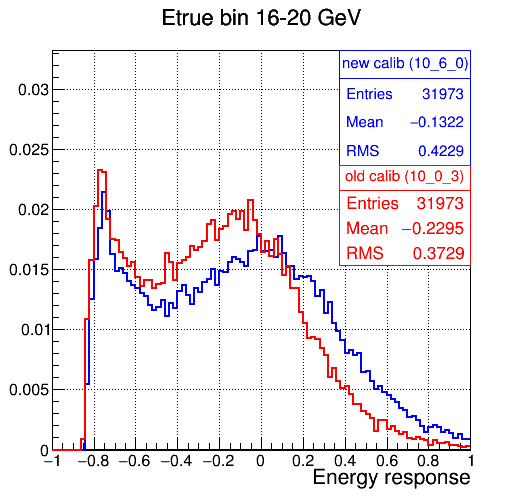 Etrue bin 16-20 GeV
new calib (10_6_0)
Entries 31973
Mean −0.1322
RMS 0.4229
old calib (10_0_3)
Entries 31973
Mean −0.2295
RMS 0.3729
0.03
0.025
0.02
0.015
0.01
0.005
0
−1 −0.8 −0.6 −0.4 −0.2 0 0.2 0.4 0.6 0.8 1
Energy response